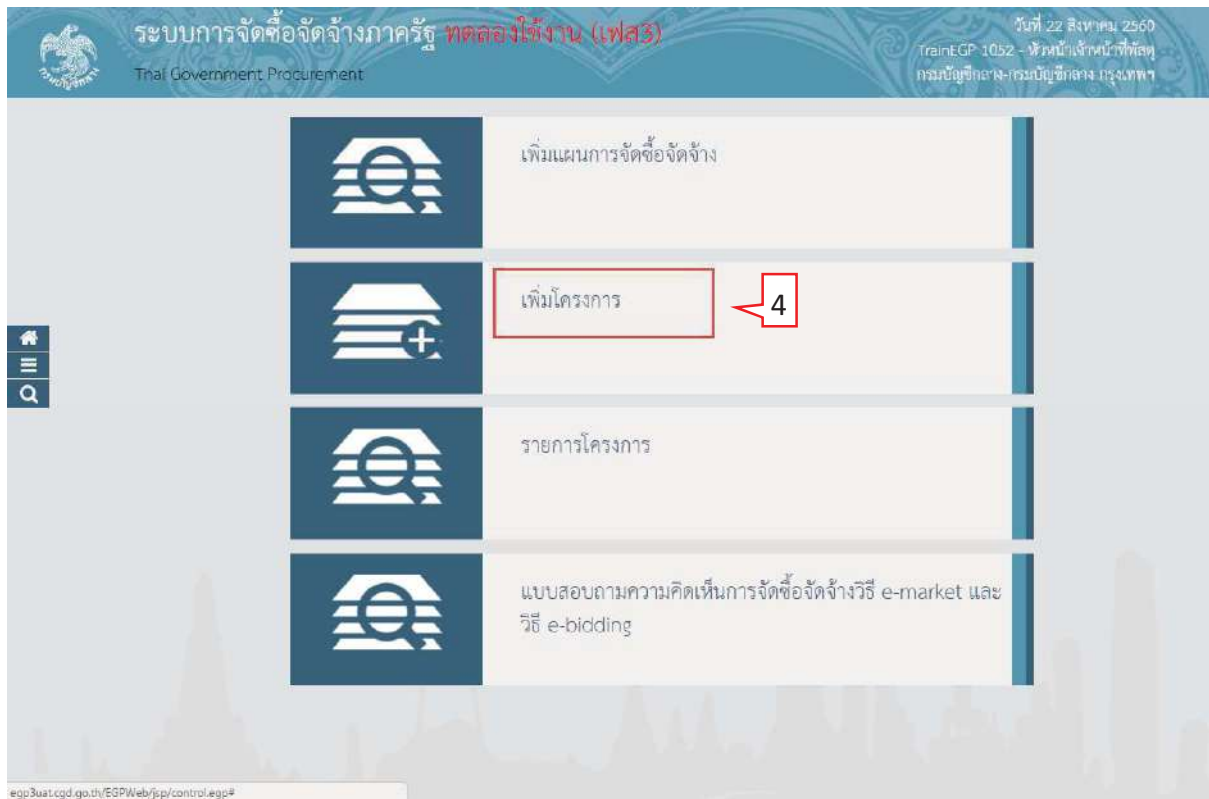 ระบบการจัดซื้อจัดจ้างภาครัฐ ทดลองใช้งาน (เฟส3)
Thai Government Procurement
วันที่ 22 สิงหาคม 2560
TrainEGP 1052 - หัวหน้าเจ้าหน้าที่พัสดุ
กรมบัญชีกลาง-กรมบัญชีกลาง กรุงเทพฯ
เพิ่มแผนการจัดซื้อจัดจ้าง
เพิ่มโครงการ
4
รายการโครงการ
แบบสอบถามความคิดเห็นการจัดซื้อจัดจ้างวิธี e-market และ
วิธี e-bidding
egp3uat.cgd.go.th/EGPWeb/jsp/control.egp#